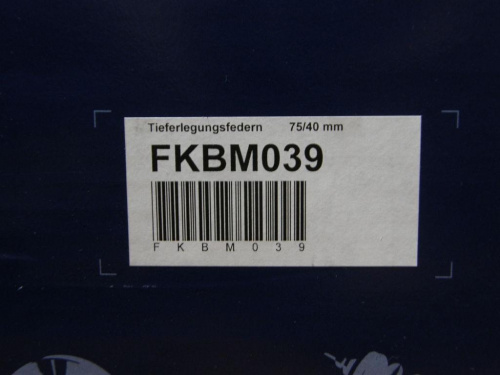 Tieferlegungsfedern 75/40 mm
FKBM039
F K B M 0 3 9